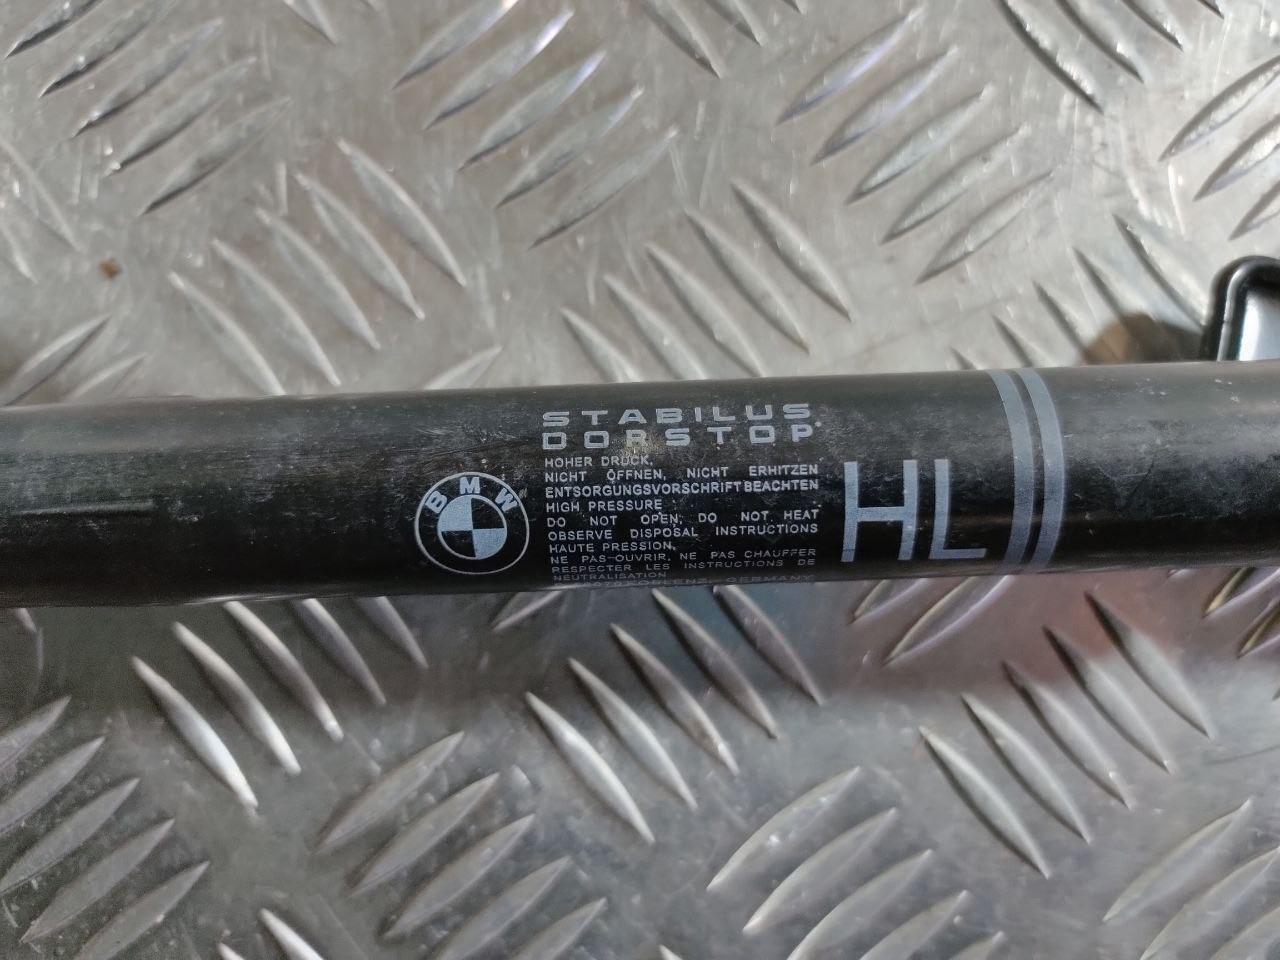 STABILUS
DORSTOP
HOHER DRUCK,
NICHT ÖFFNEN, NICHT ERHITZEN
ENTSORGUNGSVORSCHRIFT BEACHTEN
HIGH PRESSURE
DO NOT OPEN, DO NOT HEAT
OBSERVE DISPOSAL INSTRUCTIONS
HAUTE PRESSION,
NE PAS-OUVRIR, NE PAS CHAUFFER
RESPECTER LES INSTRUCTIONS DE
NEUTRALISATION
KOBLENZ, GERMANY
BMW
HL